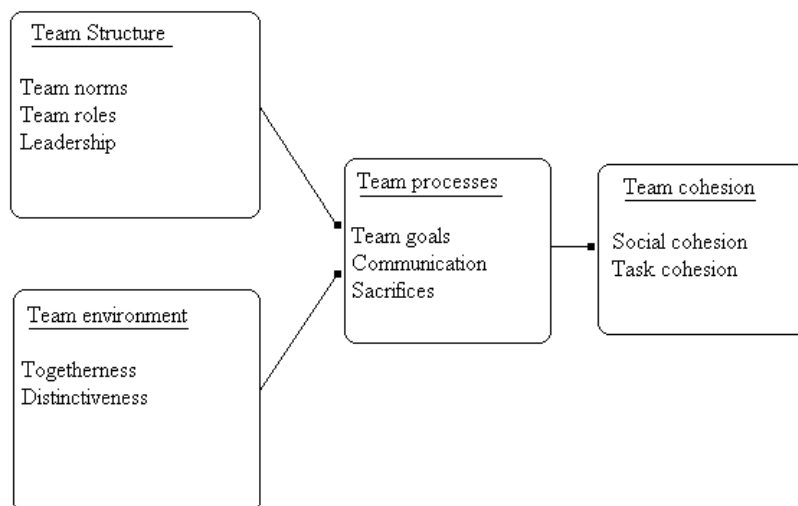 Team Structure
Team norms
Team roles
Leadership
Team environment
Togetherness
Distinctiveness
Team processes
Team goals
Communication
Sacrifices
Team cohesion
Social cohesion
Task cohesion